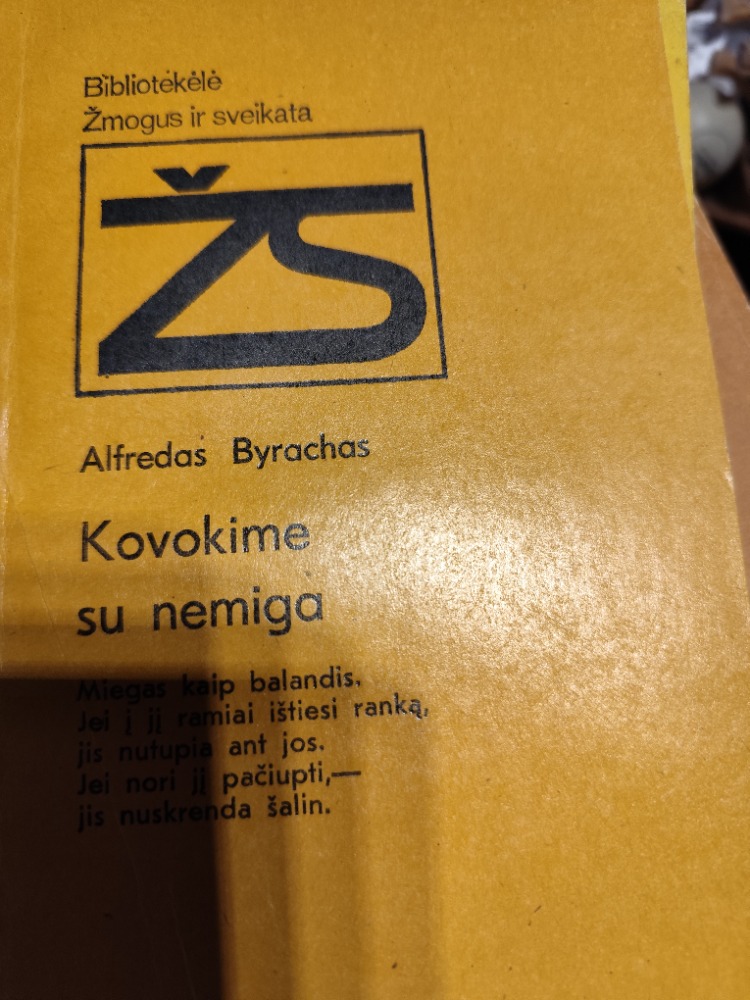 Bibliotėkėlė
Žmogus ir sveikata
ŽS
Alfredas Byrachas
Kovokime
su nemiga
Miegas kaip balandis.
Jei į jį ramiai ištiesi ranką,
jis nutupia ant jos.
Jei nori jį pačiupti,—
jis nuskrenda šalin.